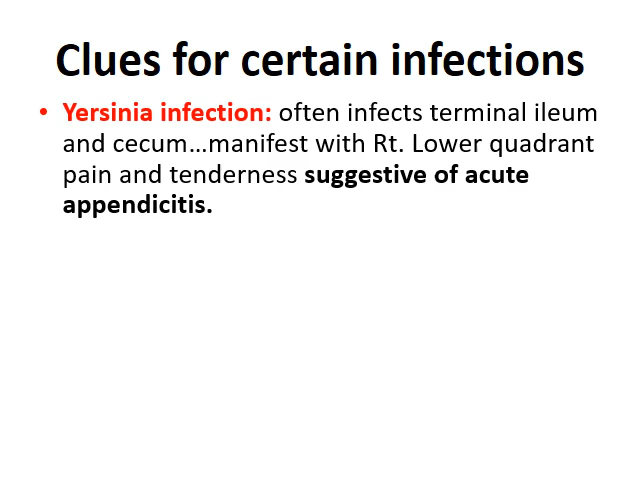 Clues for certain infections
• Yersinia infection: often infects terminal ileum
and cecum…manifest with Rt. Lower quadrant
pain and tenderness suggestive of acute
appendicitis.